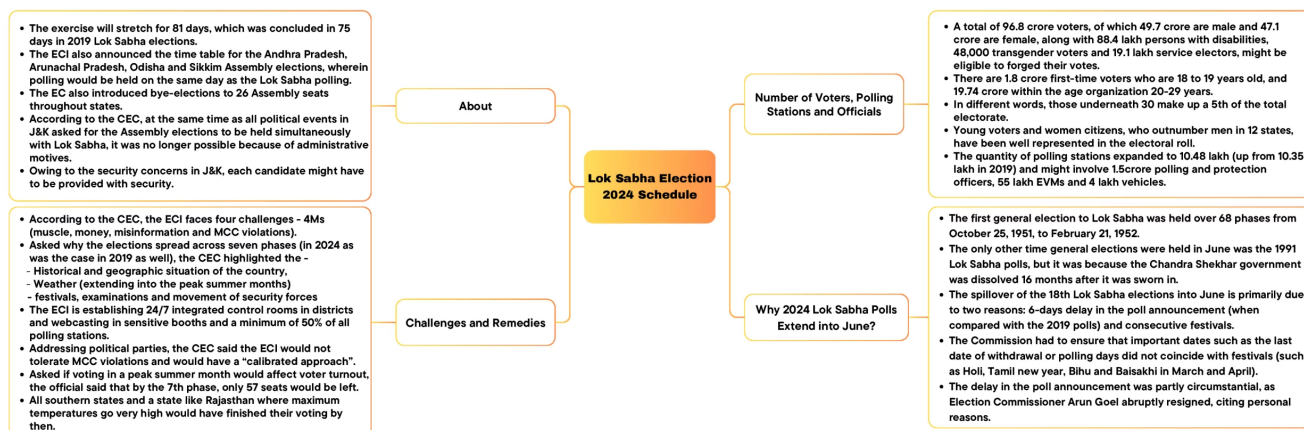 • The exercise will stretch for 81 days, which was concluded in 75
days in 2019 Lok Sabha elections.
• The ECI also announced the time table for the Andhra Pradesh,
Arunachal Pradesh, Odisha and Sikkim Assembly elections, wherein
polling would be held on the same day as the Lok Sabha polling.
• The EC also introduced bye-elections to 26 Assembly seats
throughout states.
• According to the CEC, at the same time as all political events in
J&K asked for the Assembly elections to be held simultaneously
with Lok Sabha, it was no longer possible because of administrative
motives.
• Owing to the security concerns in J&K, each candidate might have
to be provided with security.
About
• According to the CEC, the ECI faces four challenges - 4Ms
(muscle, money, misinformation and MCC violations).
• Asked why the elections spread across seven phases (in 2024 as
was the case in 2019 as well), the CEC highlighted the -
- Historical and geographic situation of the country,
- Weather (extending into the peak summer months)
- festivals, examinations and movement of security forces
• The ECI is establishing 24/7 integrated control rooms in districts
and webcasting in sensitive booths and a minimum of 50% of all
polling stations.
• Addressing political parties, the CEC said the ECI would not
tolerate MCC violations and would have a “calibrated approach”.
• Asked if voting in a peak summer month would affect voter turnout,
the official said that by the 7th phase, only 57 seats would be left.
• All southern states and a state like Rajasthan where maximum
temperatures go very high would have finished their voting by
then.
Challenges and Remedies
Lok Sabha Election
2024 Schedule
Number of Voters, Polling
Stations and Officials
• A total of 96.8 crore voters, of which 49.7 crore are male and 47.1
crore are female, along with 88.4 lakh persons with disabilities,
48,000 transgender voters and 19.1 lakh service electors, might be
eligible to forged their votes.
• There are 1.8 crore first-time voters who are 18 to 19 years old, and
19.74 crore within the age organization 20-29 years.
• In different words, those underneath 30 make up a 5th of the total
electorate.
• Young voters and women citizens, who outnumber men in 12 states,
have been well represented in the electoral roll.
• The quantity of polling stations expanded to 10.48 lakh (up from 10.35
lakh in 2019) and might involve 1.5crore polling and protection
officers, 55 lakh EVMs and 4 lakh vehicles.
Why 2024 Lok Sabha Polls
Extend into June?
• The first general election to Lok Sabha was held over 68 phases from
October 25, 1951, to February 21, 1952.
• The only other time general elections were held in June was the 1991
Lok Sabha polls, but it was because the Chandra Shekhar government
was dissolved 16 months after it was sworn in.
• The spillover of the 18th Lok Sabha elections into June is primarily due
to two reasons: 6-days delay in the poll announcement (when
compared with the 2019 polls) and consecutive festivals.
• The Commission had to ensure that important dates such as the last
date of withdrawal or polling days did not coincide with festivals (such
as Holi, Tamil new year, Bihu and Baisakhi in March and April).
• The delay in the poll announcement was partly circumstantial, as
Election Commissioner Arun Goel abruptly resigned, citing personal
reasons.